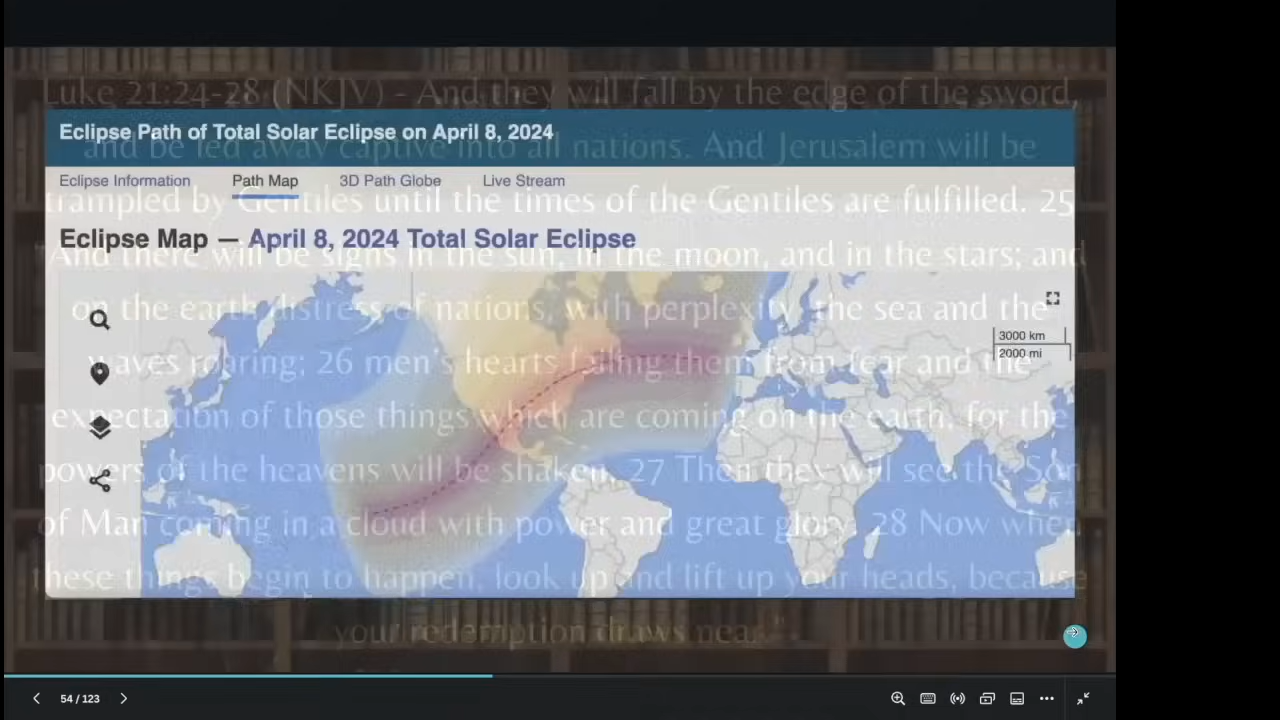 Luke 21:24-28 (NKJV) - And they will fall by the edge of the sword,
Eclipse Path of Total Solar Eclipse on April 8, 2024
and be led away captive into all nations. And Jerusalem will be
Eclipse Information Path Map 3D Path Globe Live Stream
trampled by Gentiles until the times of the Gentiles are fulfilled. 25
Eclipse Map — April 8, 2024 Total Solar Eclipse
And there will be signs in the sun, in the moon, and in the stars; and
on the earth distress of nations, with perplexity, the sea and the
3000 km
2000 mi
waves roaring; 26 men's hearts failing them from fear and the
expectation of those things which are coming on the earth, for the
powers of the heavens will be shaken. 27 Then they will see the Son
of Man coming in a cloud with power and great glory. 28 Now when
these things begin to happen, look up and lift up your heads, because
your redemption draws near."
54 / 123